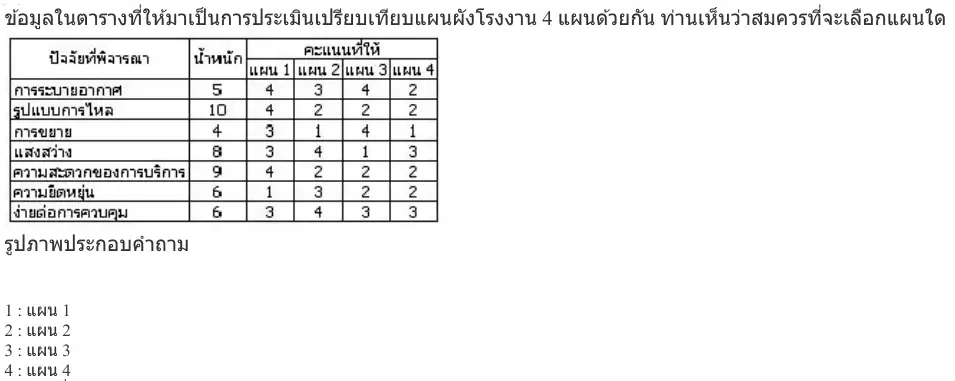 ข้อมูลในตารางที่ให้มาเป็นการประเมินเปรียบเทียบแผนผังโรงงาน 4 แผนด้วยกัน ท่านเห็นว่าสมควรที่จะเลือกแผนใด
ปัจจัยที่พิจารณา น้ำหนัก คะแนนที่ให้
แผน 1 แผน 2 แผน 3 แผน 4
การระบายอากาศ 5 4 3 4 2
รูปแบบการไหล 10 4 2 2 2
การขยาย 4 3 1 4 1
แสงสว่าง 8 3 4 1 3
ความสะดวกของการบริการ 9 4 2 2 2
ความยืดหยุ่น 6 1 3 2 2
ง่ายต่อการควบคุม 6 3 4 3 3
รูปภาพประกอบคำถาม
1 : แผน 1
2 : แผน 2
3 : แผน 3
4 : แผน 4